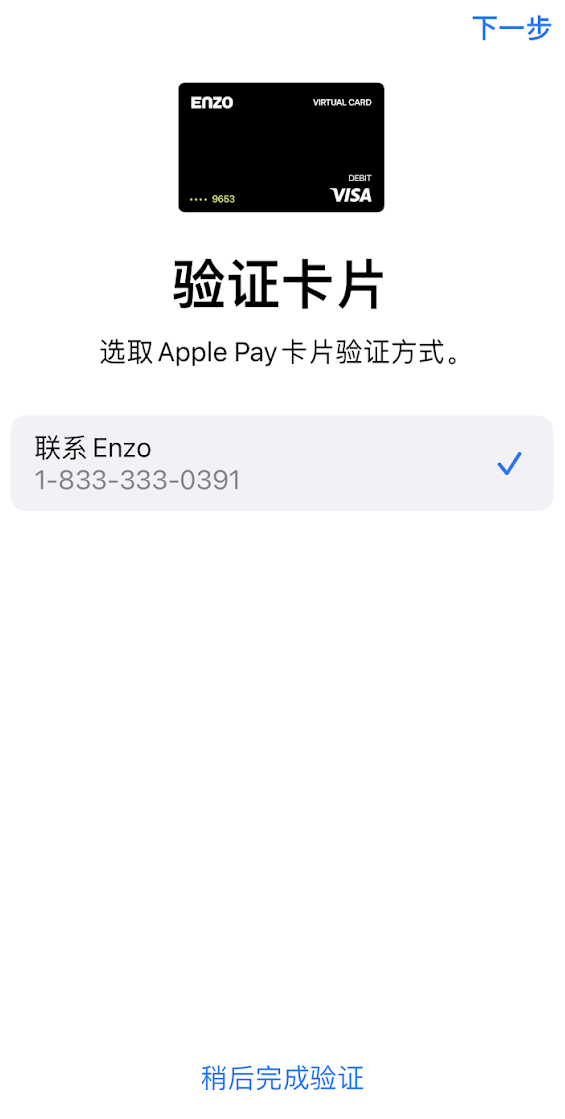 下一步
ENZO
VIRTUAL CARD
DEBIT
•••• 9653
VISA
验证卡片
选取 Apple Pay 卡片验证方式。
联系 Enzo
1-833-333-0391
稍后完成验证